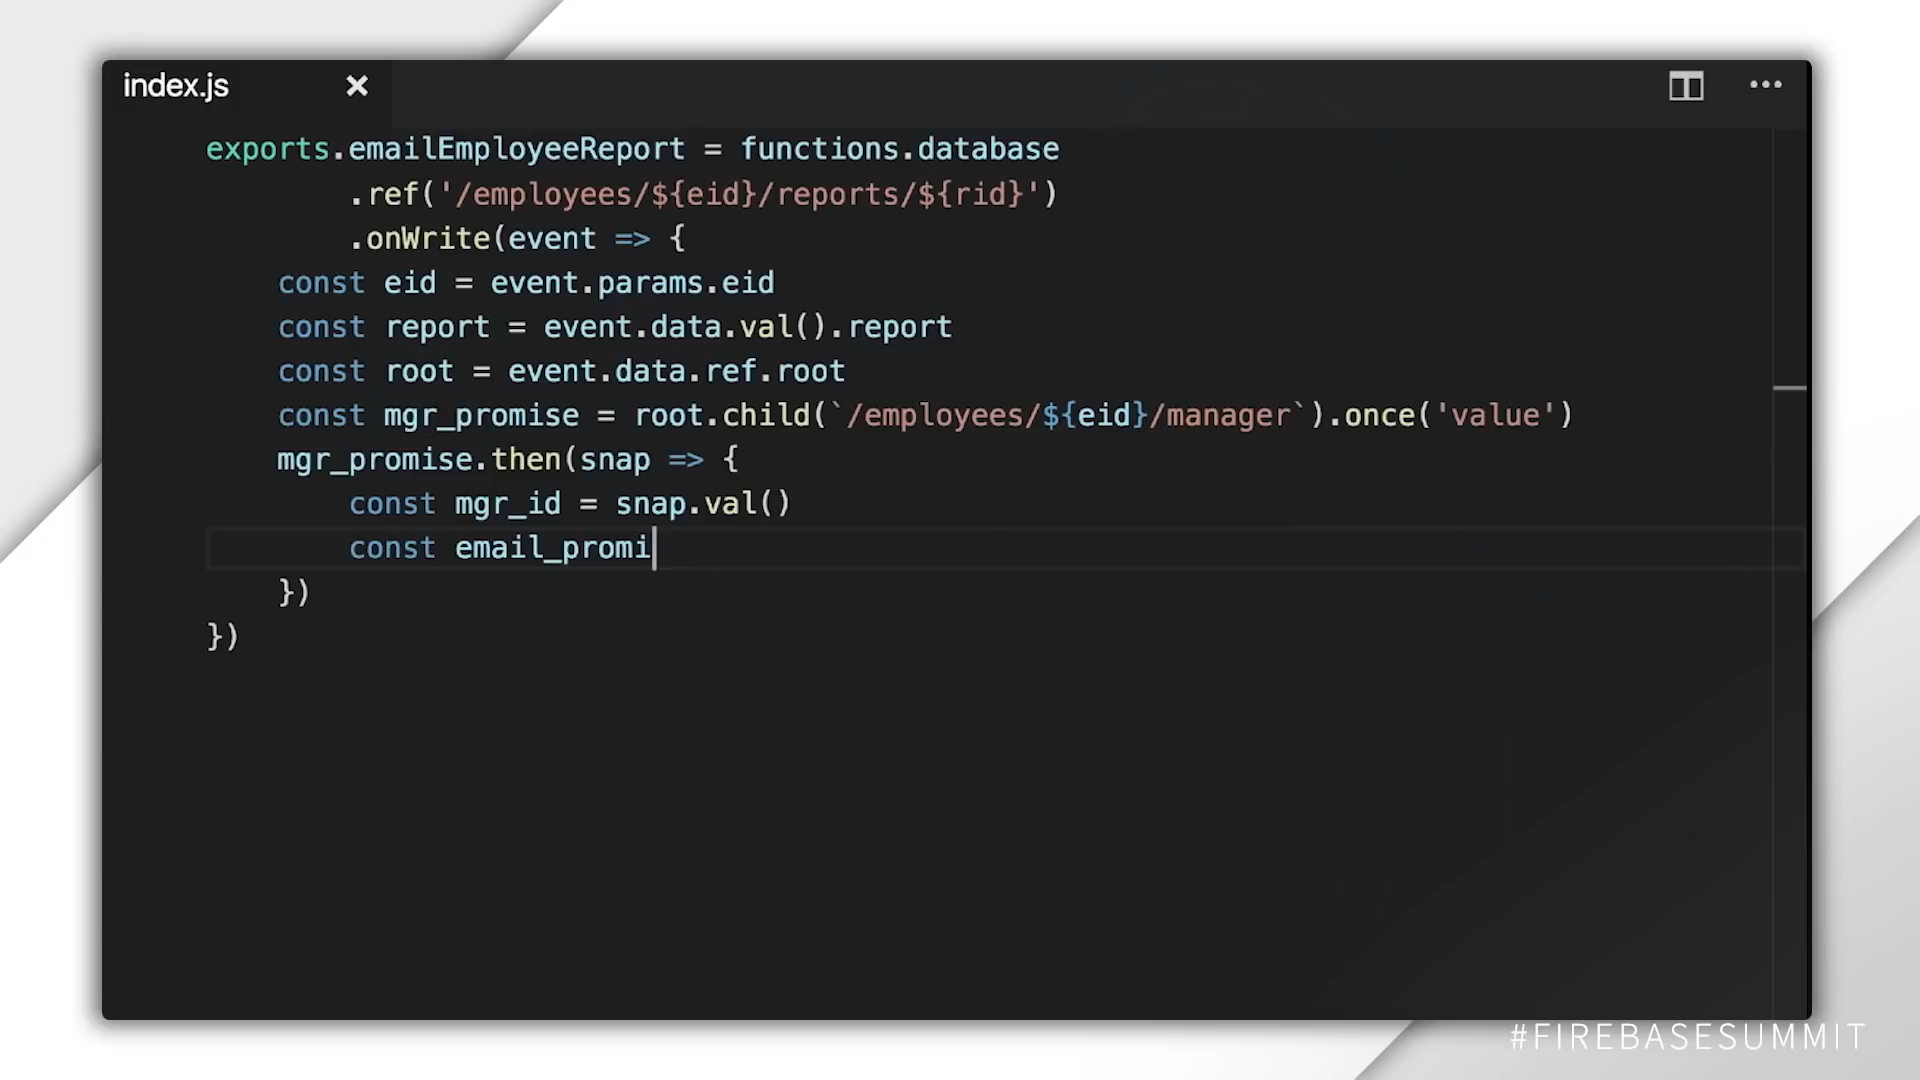 index.js
exports.emailEmployeeReport = functions.database
.ref('/employees/${eid}/reports/${rid}')
.onWrite(event => {
const eid = event.params.eid
const report = event.data.val().report
const root = event.data.ref.root
const mgr_promise = root.child(`/employees/${eid}/manager`).once('value')
mgr_promise.then(snap => {
const mgr_id = snap.val()
const email_promi
})
})
#FIREBASESUMMIT